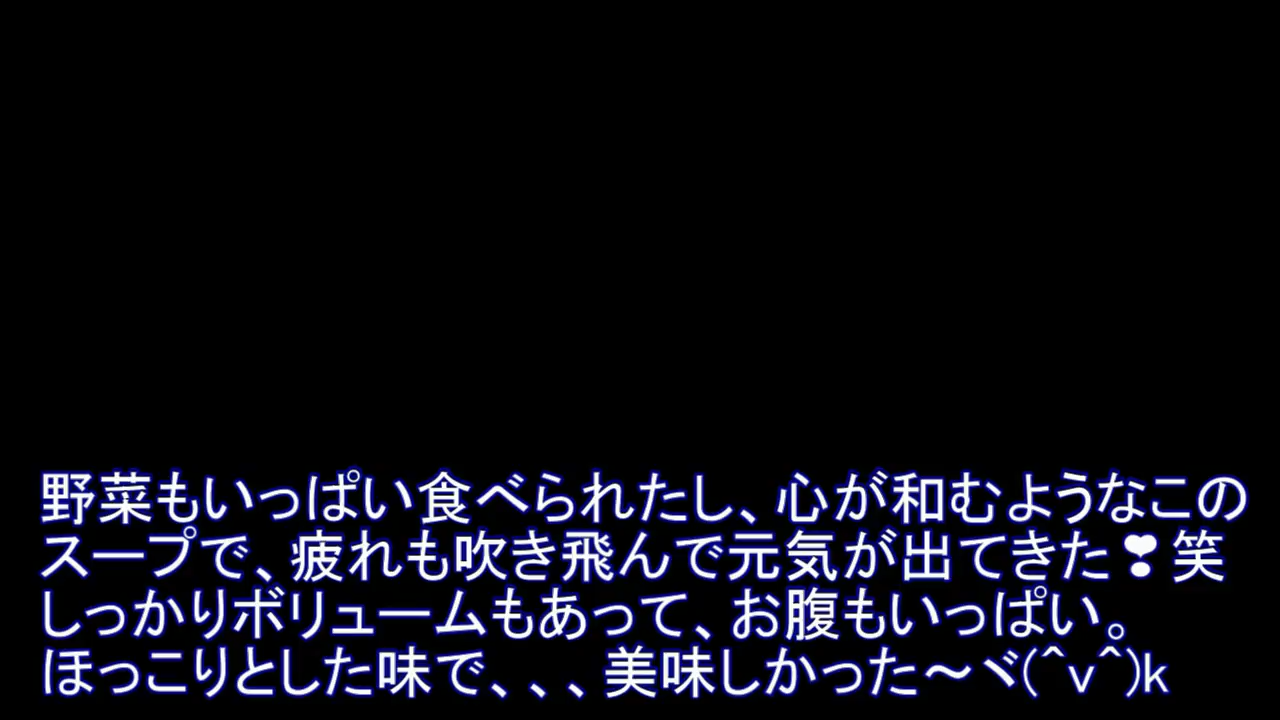 野菜もいっぱい食べられたし、心が和むようなこの
スープで、疲れも吹き飛んで元気が出てきた❣笑
しっかりボリュームもあって、お腹もいっぱい。
ほっこりとした味で、、、美味しかった～ヾ(^v^)k